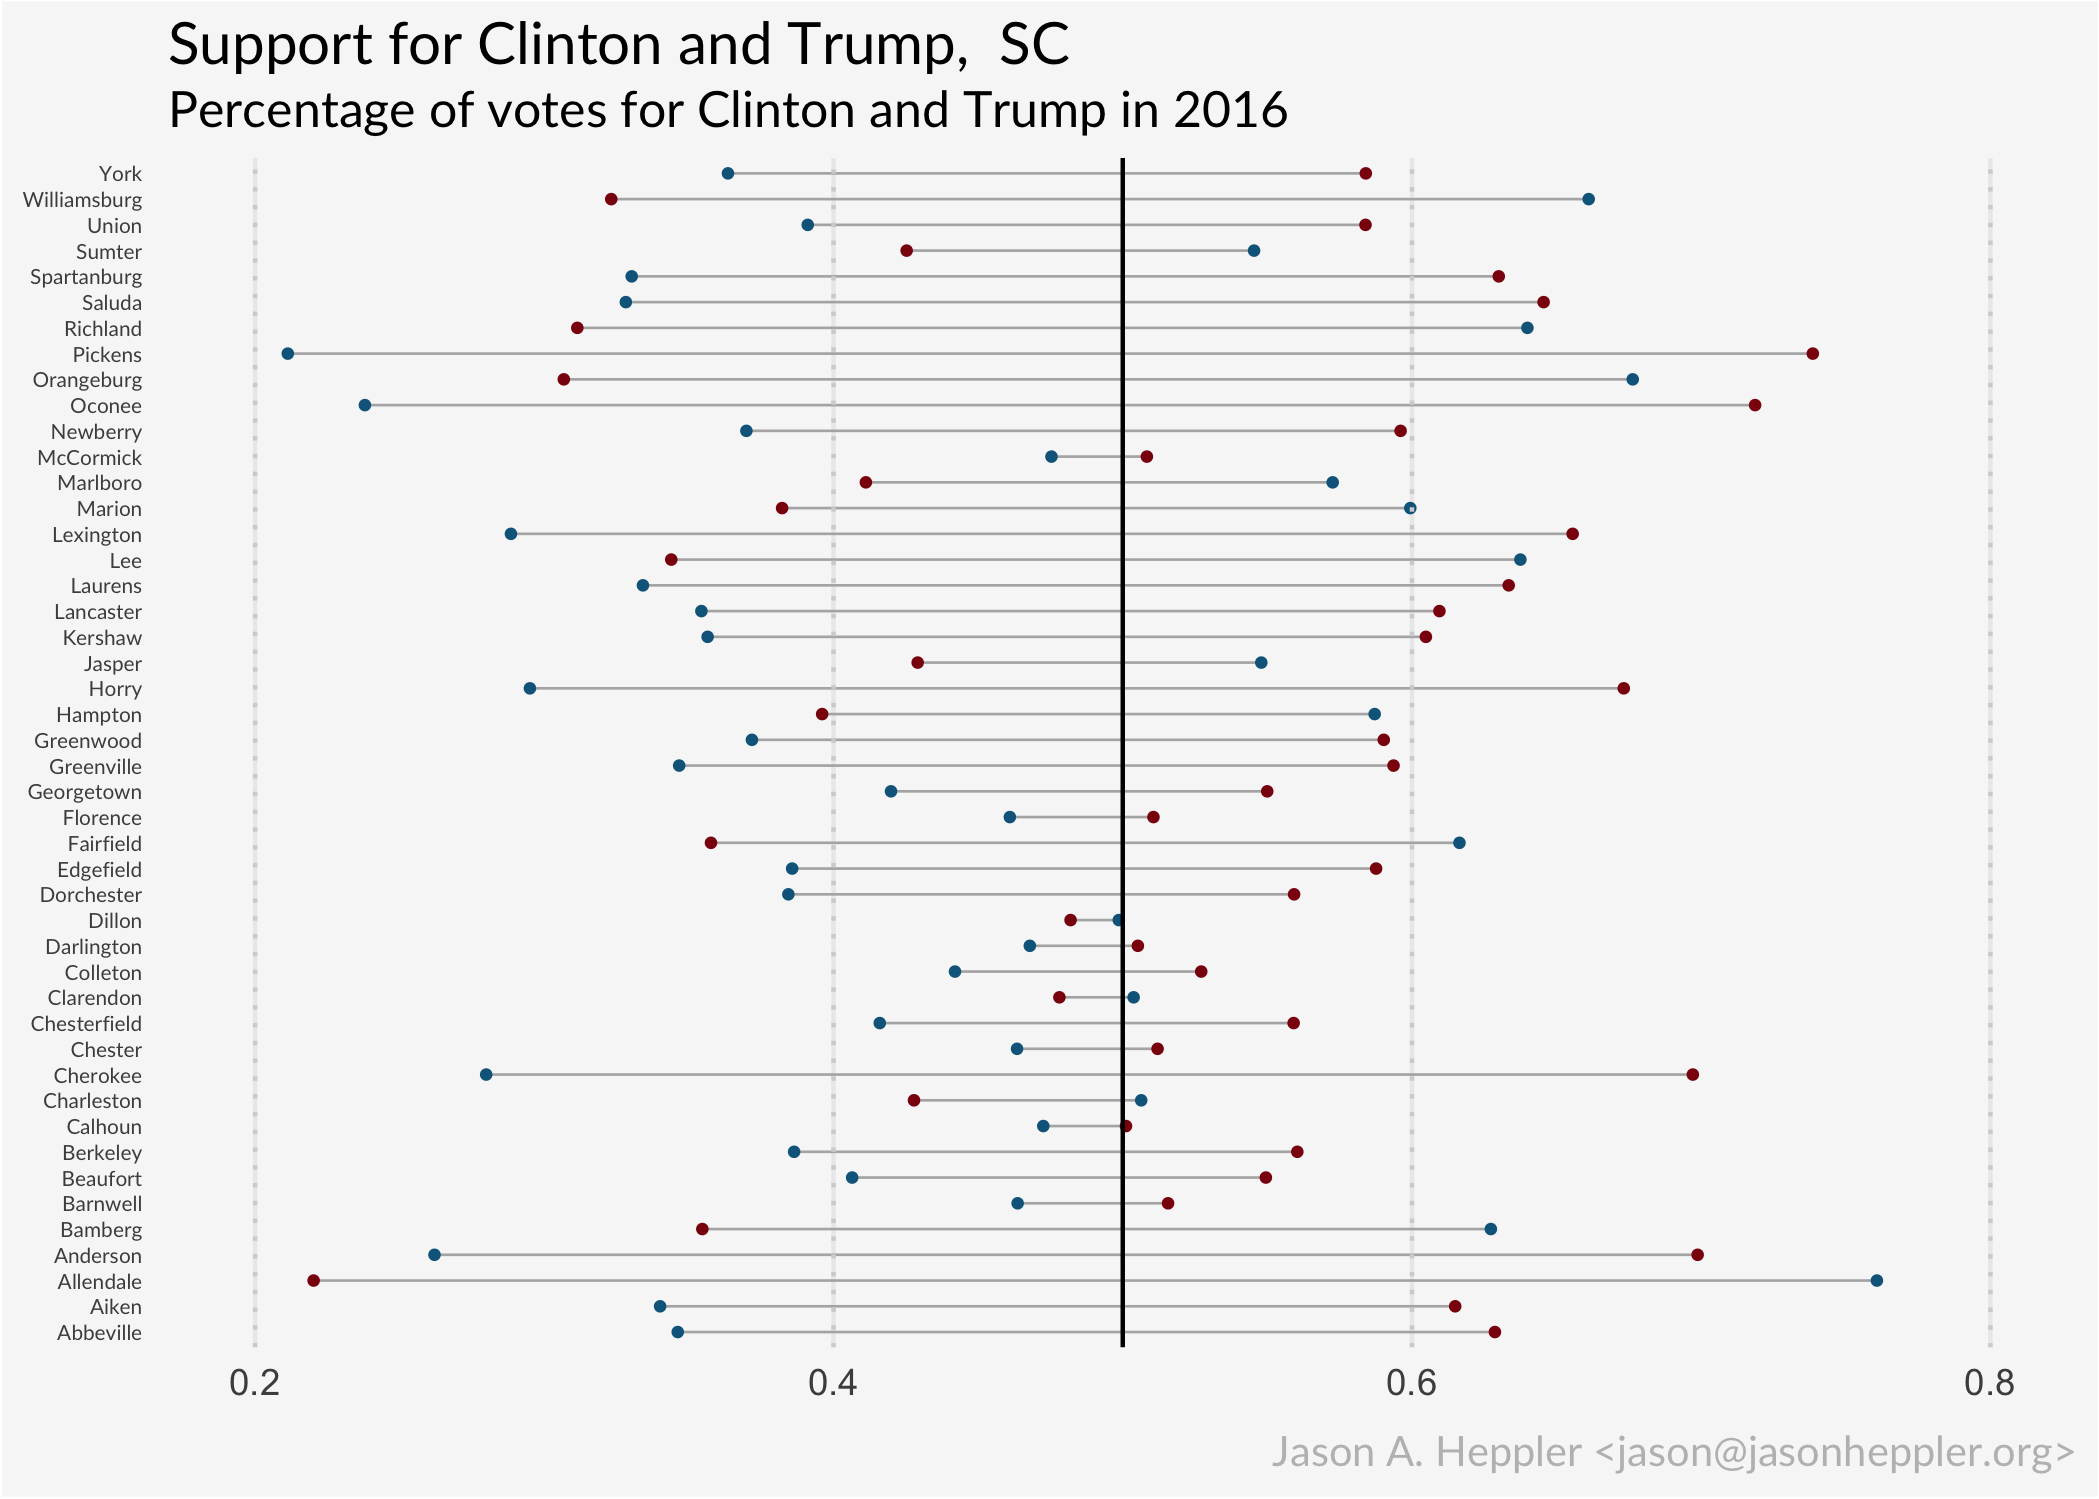 Support for Clinton and Trump,  SC
Percentage of votes for Clinton and Trump in 2016
York
Williamsburg
Union
Sumter
Spartanburg
Saluda
Richland
Pickens
Orangeburg
Oconee
Newberry
McCormick
Marlboro
Marion
Lexington
Lee
Laurens
Lancaster
Kershaw
Jasper
Horry
Hampton
Greenwood
Greenville
Georgetown
Florence
Fairfield
Edgefield
Dorchester
Dillon
Darlington
Colleton
Clarendon
Chesterfield
Chester
Cherokee
Charleston
Calhoun
Berkeley
Beaufort
Barnwell
Bamberg
Anderson
Allendale
Aiken
Abbeville
0.2 0.4 0.6 0.8
Jason A. Heppler <jason@jasonheppler.org>